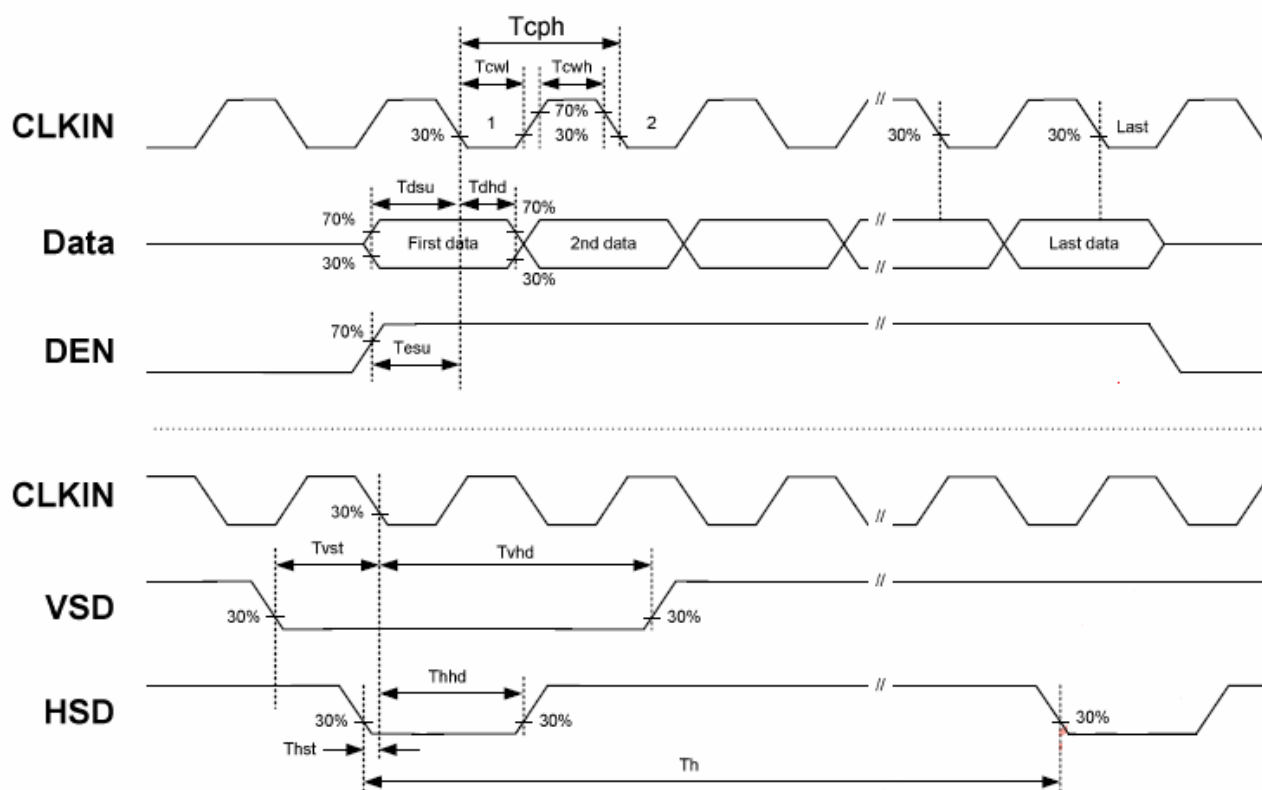 Tcph
Tcwl Tcwh
CLKIN 30% 1 70% 30% 2 // 30% 30% Last
Tdsu Tdhd
70% 70%
Data First data 2nd data // // Last data
30% 30%
DEN 70% //
Tesu
CLKIN 30% //
Tvst Tvhd
VSD 30% 30% //
Thhd
HSD 30% 30% // 30%
Thst
Th